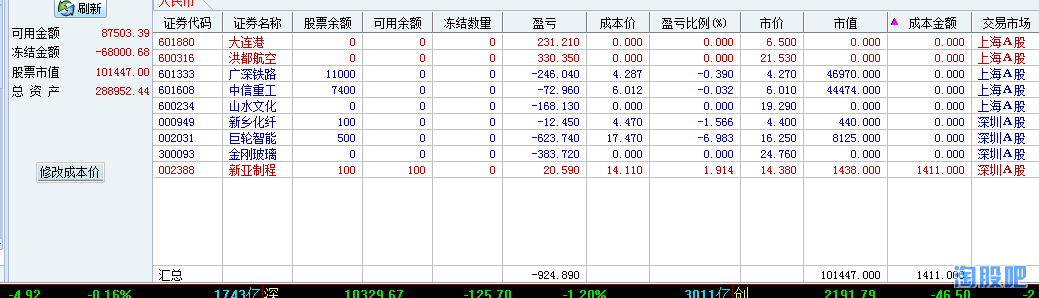 人民币
刷新
可用金额 87503.39
冻结金额 -68000.68
股票市值 101447.00
总 资 产 288952.44
修改成本价
证券代码 证券名称 股票余额 可用余额 冻结数量 盈亏 成本价 盈亏比例(%) 市价 市值 成本金额 交易市场
601880 大连港 0 0 0 231.210 0.000 0.000 6.500 0.000 0.000 上海A股
600316 洪都航空 0 0 0 330.350 0.000 0.000 21.530 0.000 0.000 上海A股
601333 广深铁路 11000 0 0 -246.040 4.287 -0.390 4.270 46970.000 0.000 上海A股
601608 中信重工 7400 0 0 -72.960 6.012 -0.032 6.010 44474.000 0.000 上海A股
600234 山水文化 0 0 0 -168.130 0.000 0.000 19.290 0.000 0.000 上海A股
000949 新乡化纤 100 0 0 -12.450 4.470 -1.566 4.400 440.000 0.000 深圳A股
002031 巨轮智能 500 0 0 -623.740 17.470 -6.983 16.250 8125.000 0.000 深圳A股
300093 金刚玻璃 0 0 0 -383.720 0.000 0.000 24.760 0.000 0.000 深圳A股
002388 新亚制程 100 100 0 20.590 14.110 1.914 14.380 1438.000 1411.000 深圳A股
汇总 -924.890 101447.000 1411.000
淘股吧
-4.92 -0.16% 1743亿 深 10329.67 -125.70 -1.20% 3011亿 创 2191.79 -46.50 -2